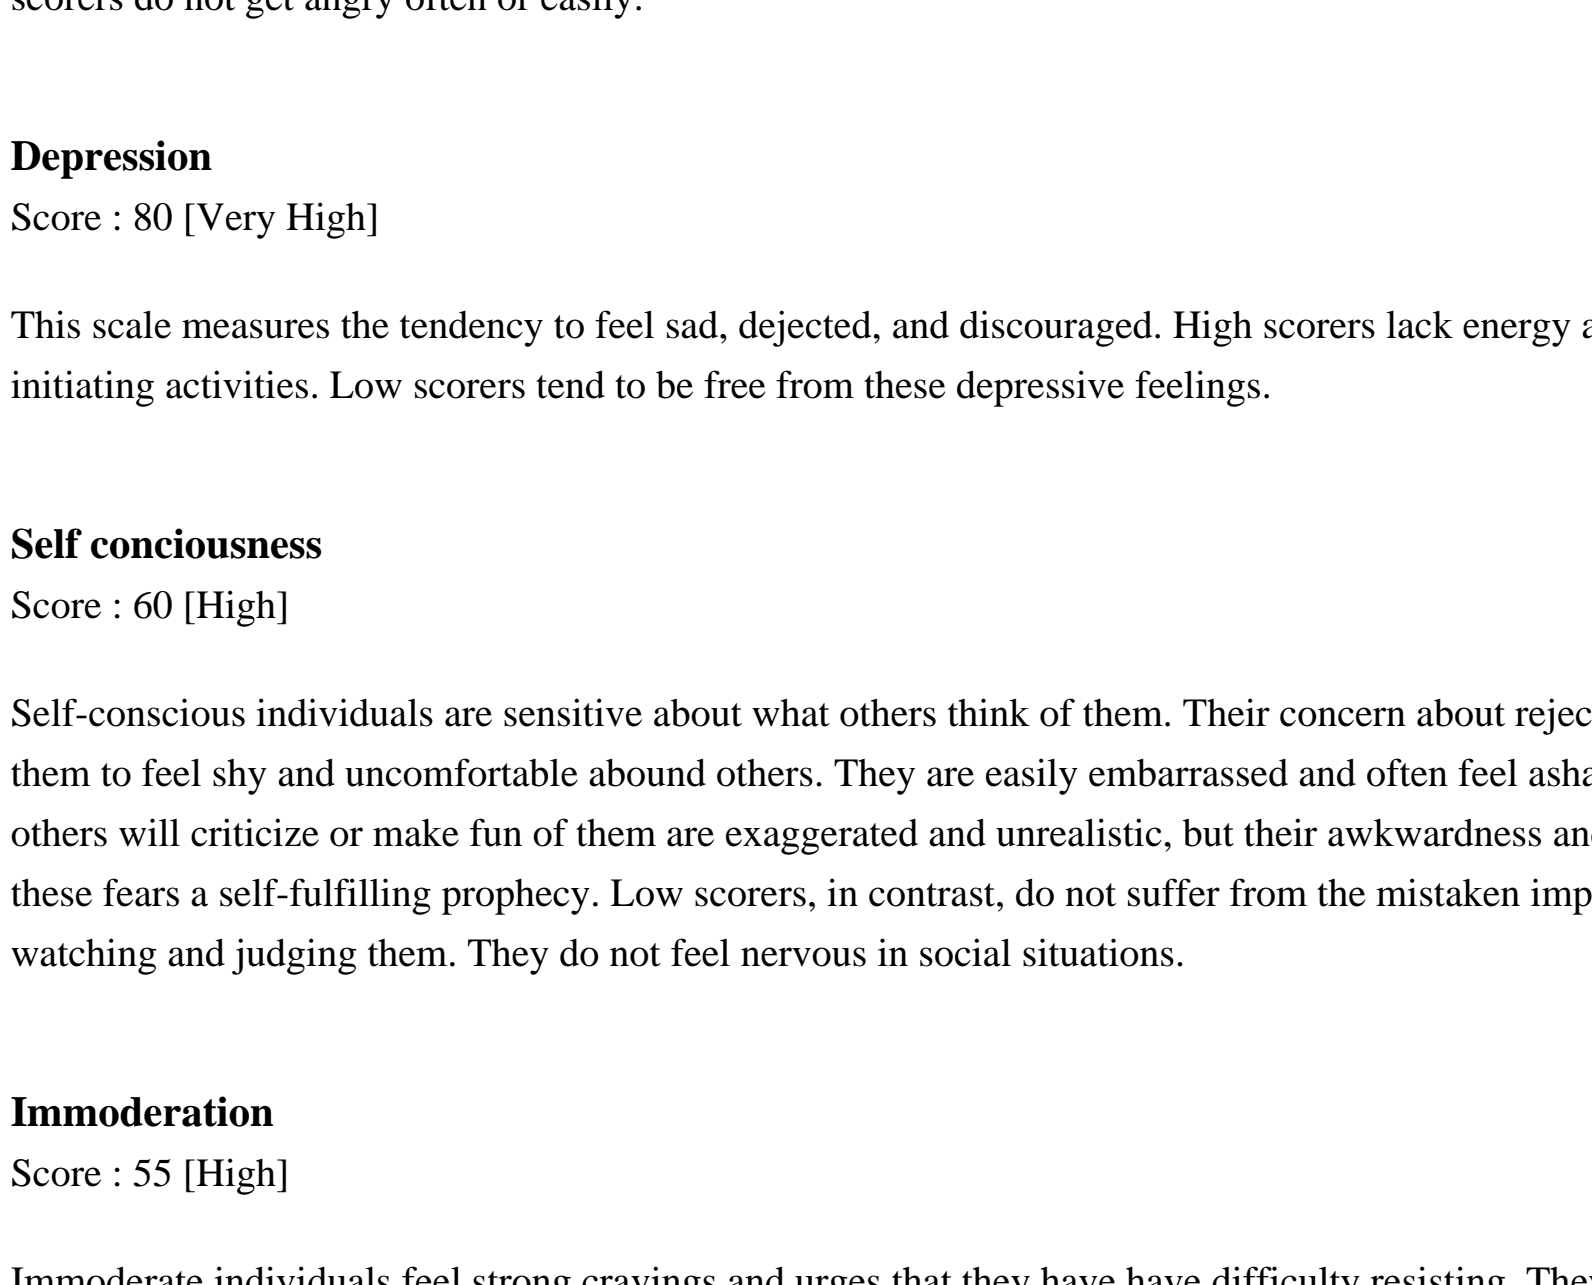 scorers do not get angry often or easily.
Depression
Score : 80 [Very High]
This scale measures the tendency to feel sad, dejected, and discouraged. High scorers lack energy
initiating activities. Low scorers tend to be free from these depressive feelings.
Self conciousness
Score : 60 [High]
Self-conscious individuals are sensitive about what others think of them. Their concern about rejec
them to feel shy and uncomfortable abound others. They are easily embarrassed and often feel asha
others will criticize or make fun of them are exaggerated and unrealistic, but their awkwardness an
these fears a self-fulfilling prophecy. Low scorers, in contrast, do not suffer from the mistaken imp
watching and judging them. They do not feel nervous in social situations.
Immoderation
Score : 55 [High]
Immoderate individuals feel strong cravings and urges that they have have difficulty resisting. They